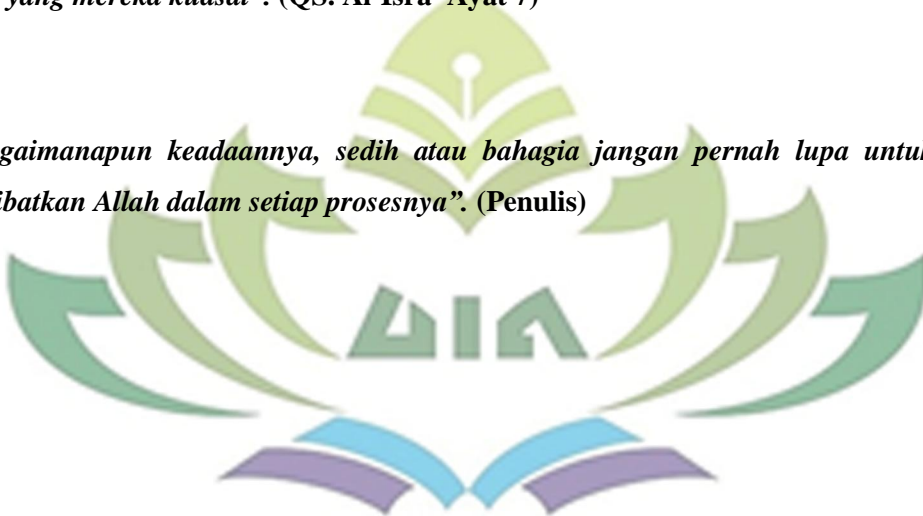 yang mereka kuasai". (QS. Al-Isra' Ayat 7)
gaimanapun keadaannya, sedih atau bahagia jangan pernah lupa untu
ibatkan Allah dalam setiap prosesnya". (Penulis)
UIN